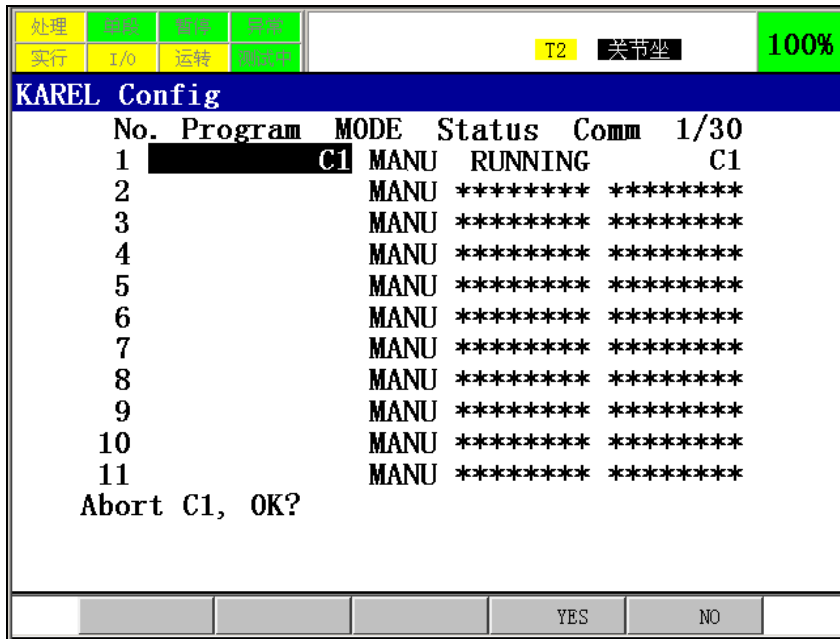 处理 单段 暂停 异常
实行 I/O 运转 测试中 T2 关节坐 100%
KAREL Config
No. Program MODE Status Comm 1/30
1 C1 MANU RUNNING C1
2 MANU ******** ********
3 MANU ******** ********
4 MANU ******** ********
5 MANU ******** ********
6 MANU ******** ********
7 MANU ******** ********
8 MANU ******** ********
9 MANU ******** ********
10 MANU ******** ********
11 MANU ******** ********
Abort C1, OK?
YES NO